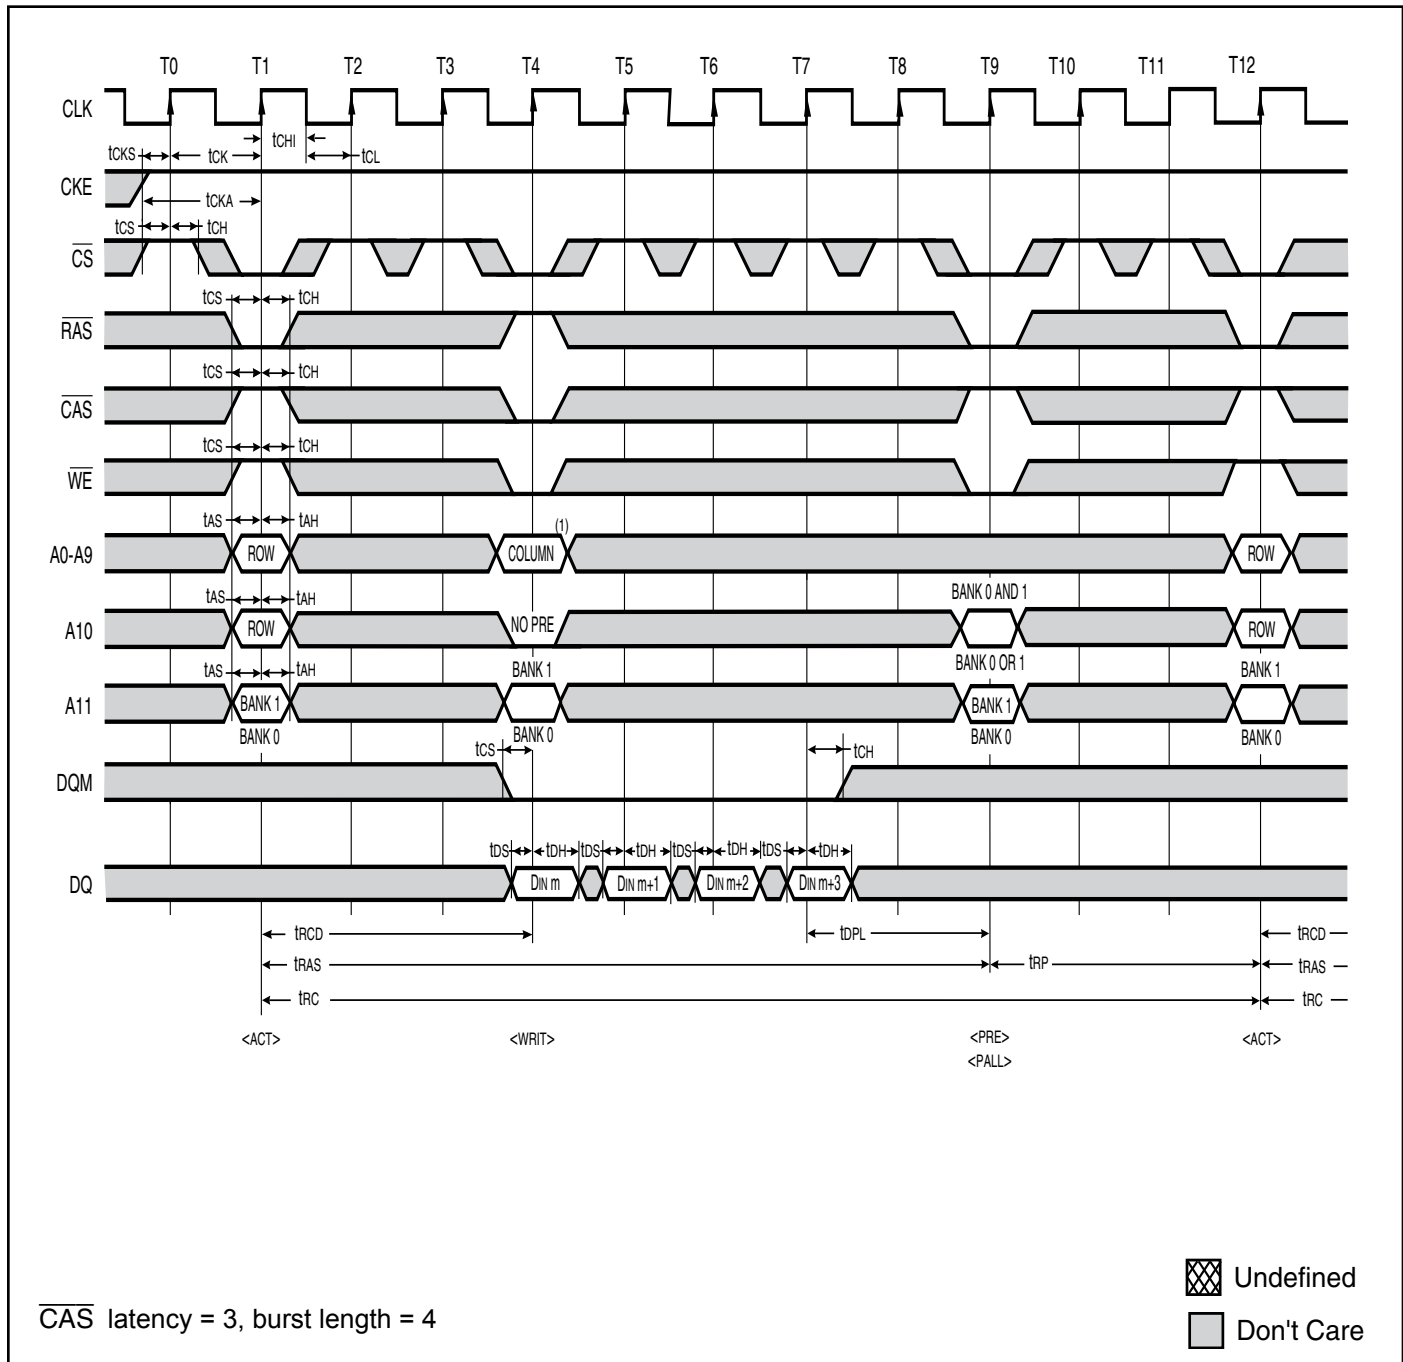 T0 T1 T2 T3 T4 T5 T6 T7 T8 T9 T10 T11 T12
CLK
tCHI
tCKS tCK tCL
CKE
tCKA
tCS tCH
CS
tCS tCH
RAS
tCS tCH
CAS
tCS tCH
WE
tAS tAH
(1)
A0-A9 ROW COLUMN ROW
tAS tAH BANK 0 AND 1
A10 ROW NO PRE ROW
tAS tAH BANK 1 BANK 0 OR 1 BANK 1
A11 BANK 1 BANK 1
BANK 0 BANK 0 BANK 0 BANK 0
tCS tCH
DQM
tDS tDH tDS tDH tDS tDH tDS tDH
DQ DIN m DIN m+1 DIN m+2 DIN m+3
tRCD tDPL tRCD
tRAS tRP tRAS
tRC tRC
<ACT> <WRIT> <PRE> <ACT>
<PALL>
Undefined
CAS latency = 3, burst length = 4
Don't Care